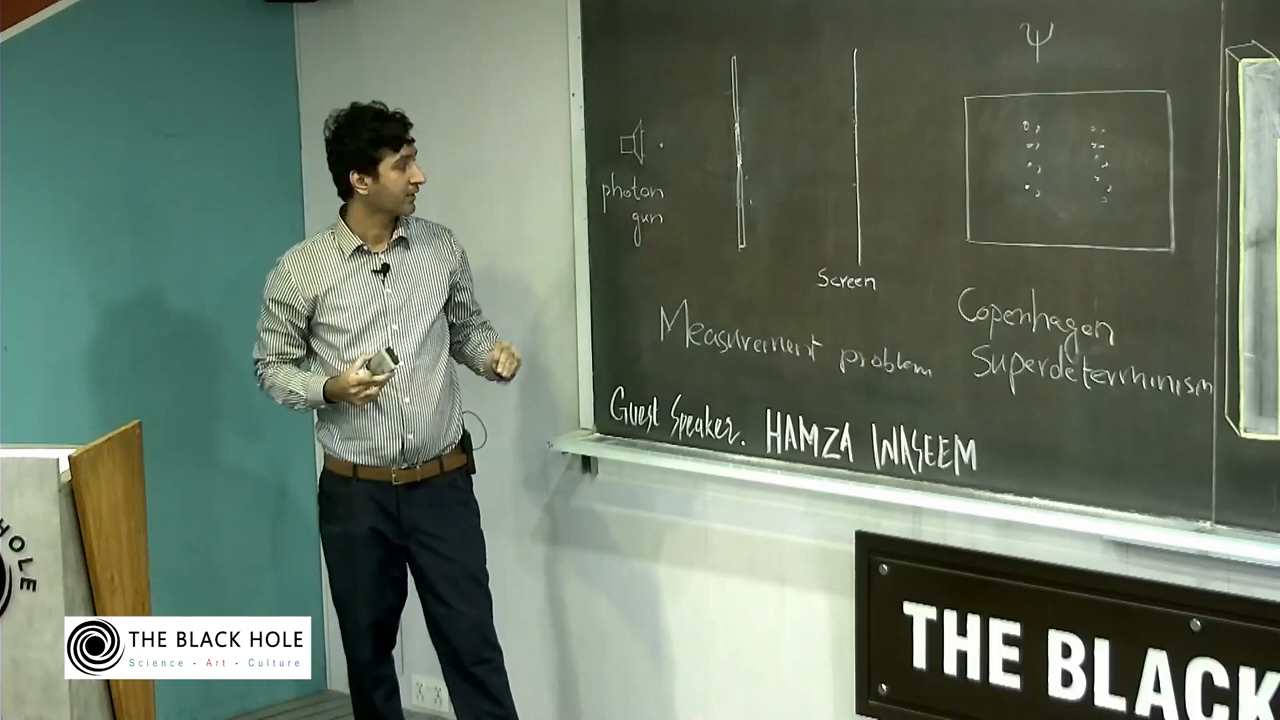 Ψ
photon
gun
Screen
Measurement problem
Copenhagen
Superdeterminism
Guest Speaker. HAMZA WASEEM
HOLE
THE BLACK HOLE
Science - Art - Culture
THE BLACK